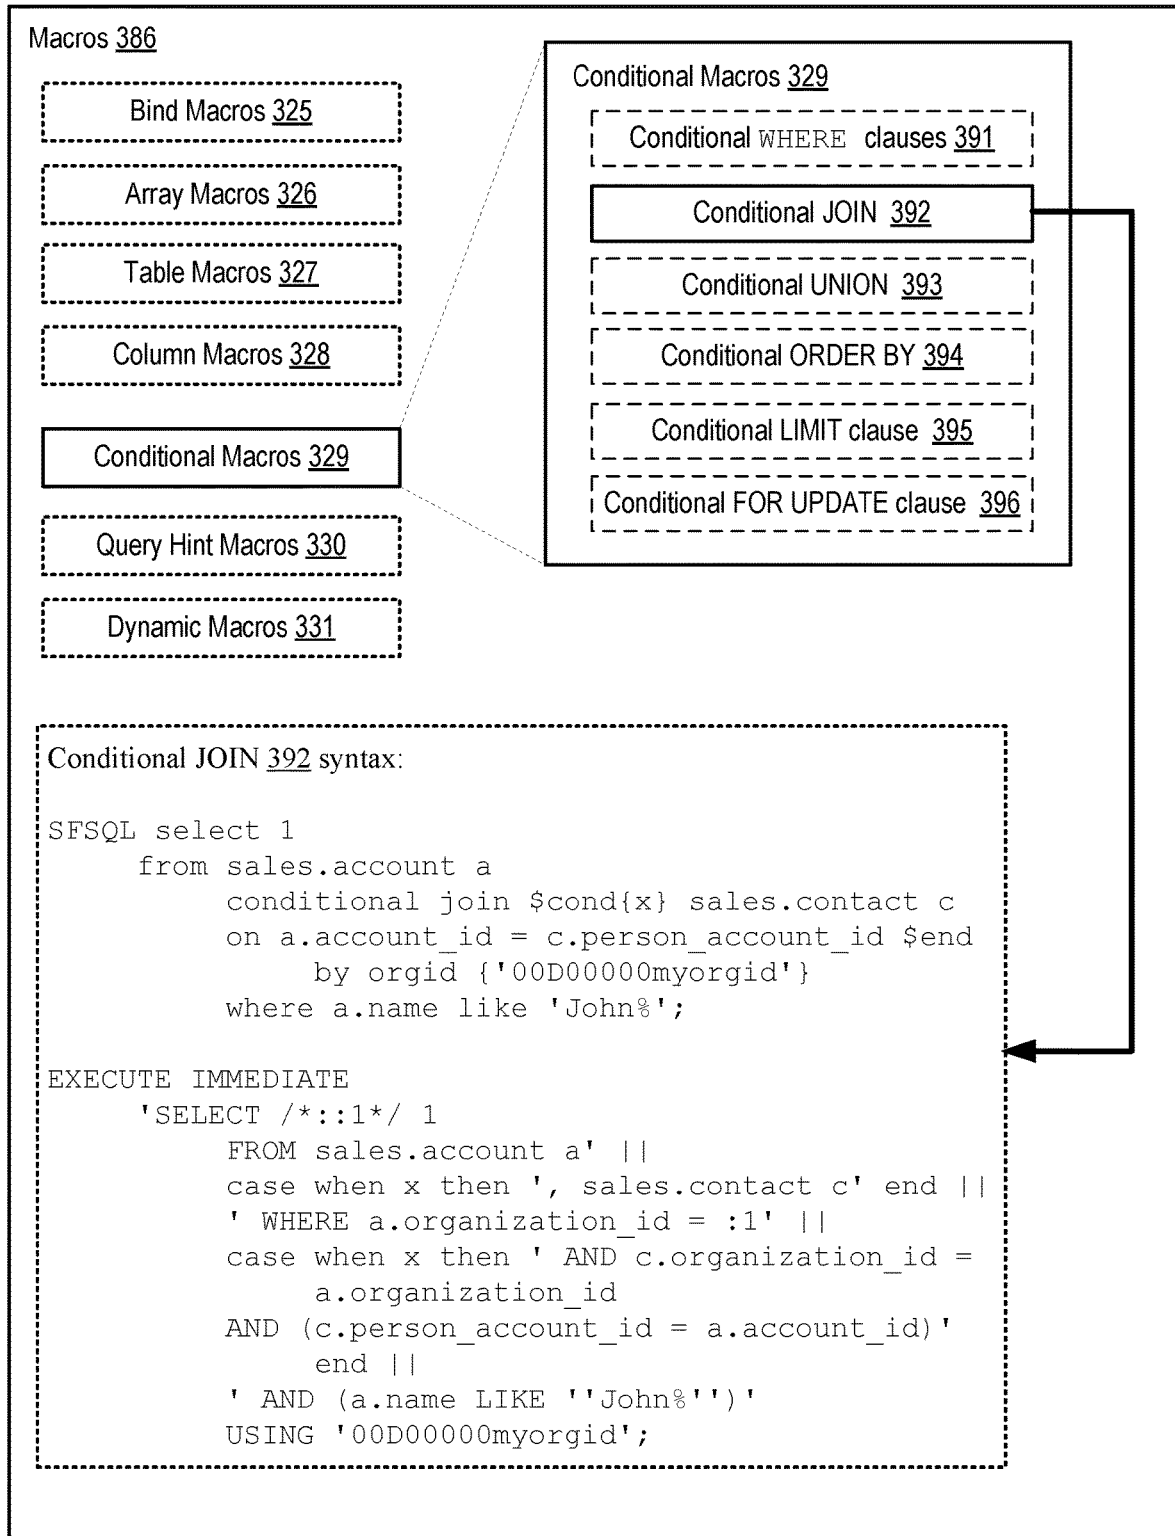 Macros 386
Bind Macros 325
Array Macros 326
Table Macros 327
Column Macros 328
Conditional Macros 329
Query Hint Macros 330
Dynamic Macros 331
Conditional Macros 329
Conditional WHERE clauses 391
Conditional JOIN 392
Conditional UNION 393
Conditional ORDER BY 394
Conditional LIMIT clause 395
Conditional FOR UPDATE clause 396
Conditional JOIN 392 syntax:
SFSQL select 1
from sales.account a
conditional join $cond{x} sales.contact c
on a.account_id = c.person_account_id $end
by orgid {'00D00000myorgid'}
where a.name like 'John%';
EXECUTE IMMEDIATE
'SELECT /*::1*/ 1
FROM sales.account a' ||
case when x then ', sales.contact c' end ||
' WHERE a.organization_id = :1' ||
case when x then ' AND c.organization_id =
a.organization_id
AND (c.person_account_id = a.account_id)'
end ||
' AND (a.name LIKE ''John%'')'
USING '00D00000myorgid';